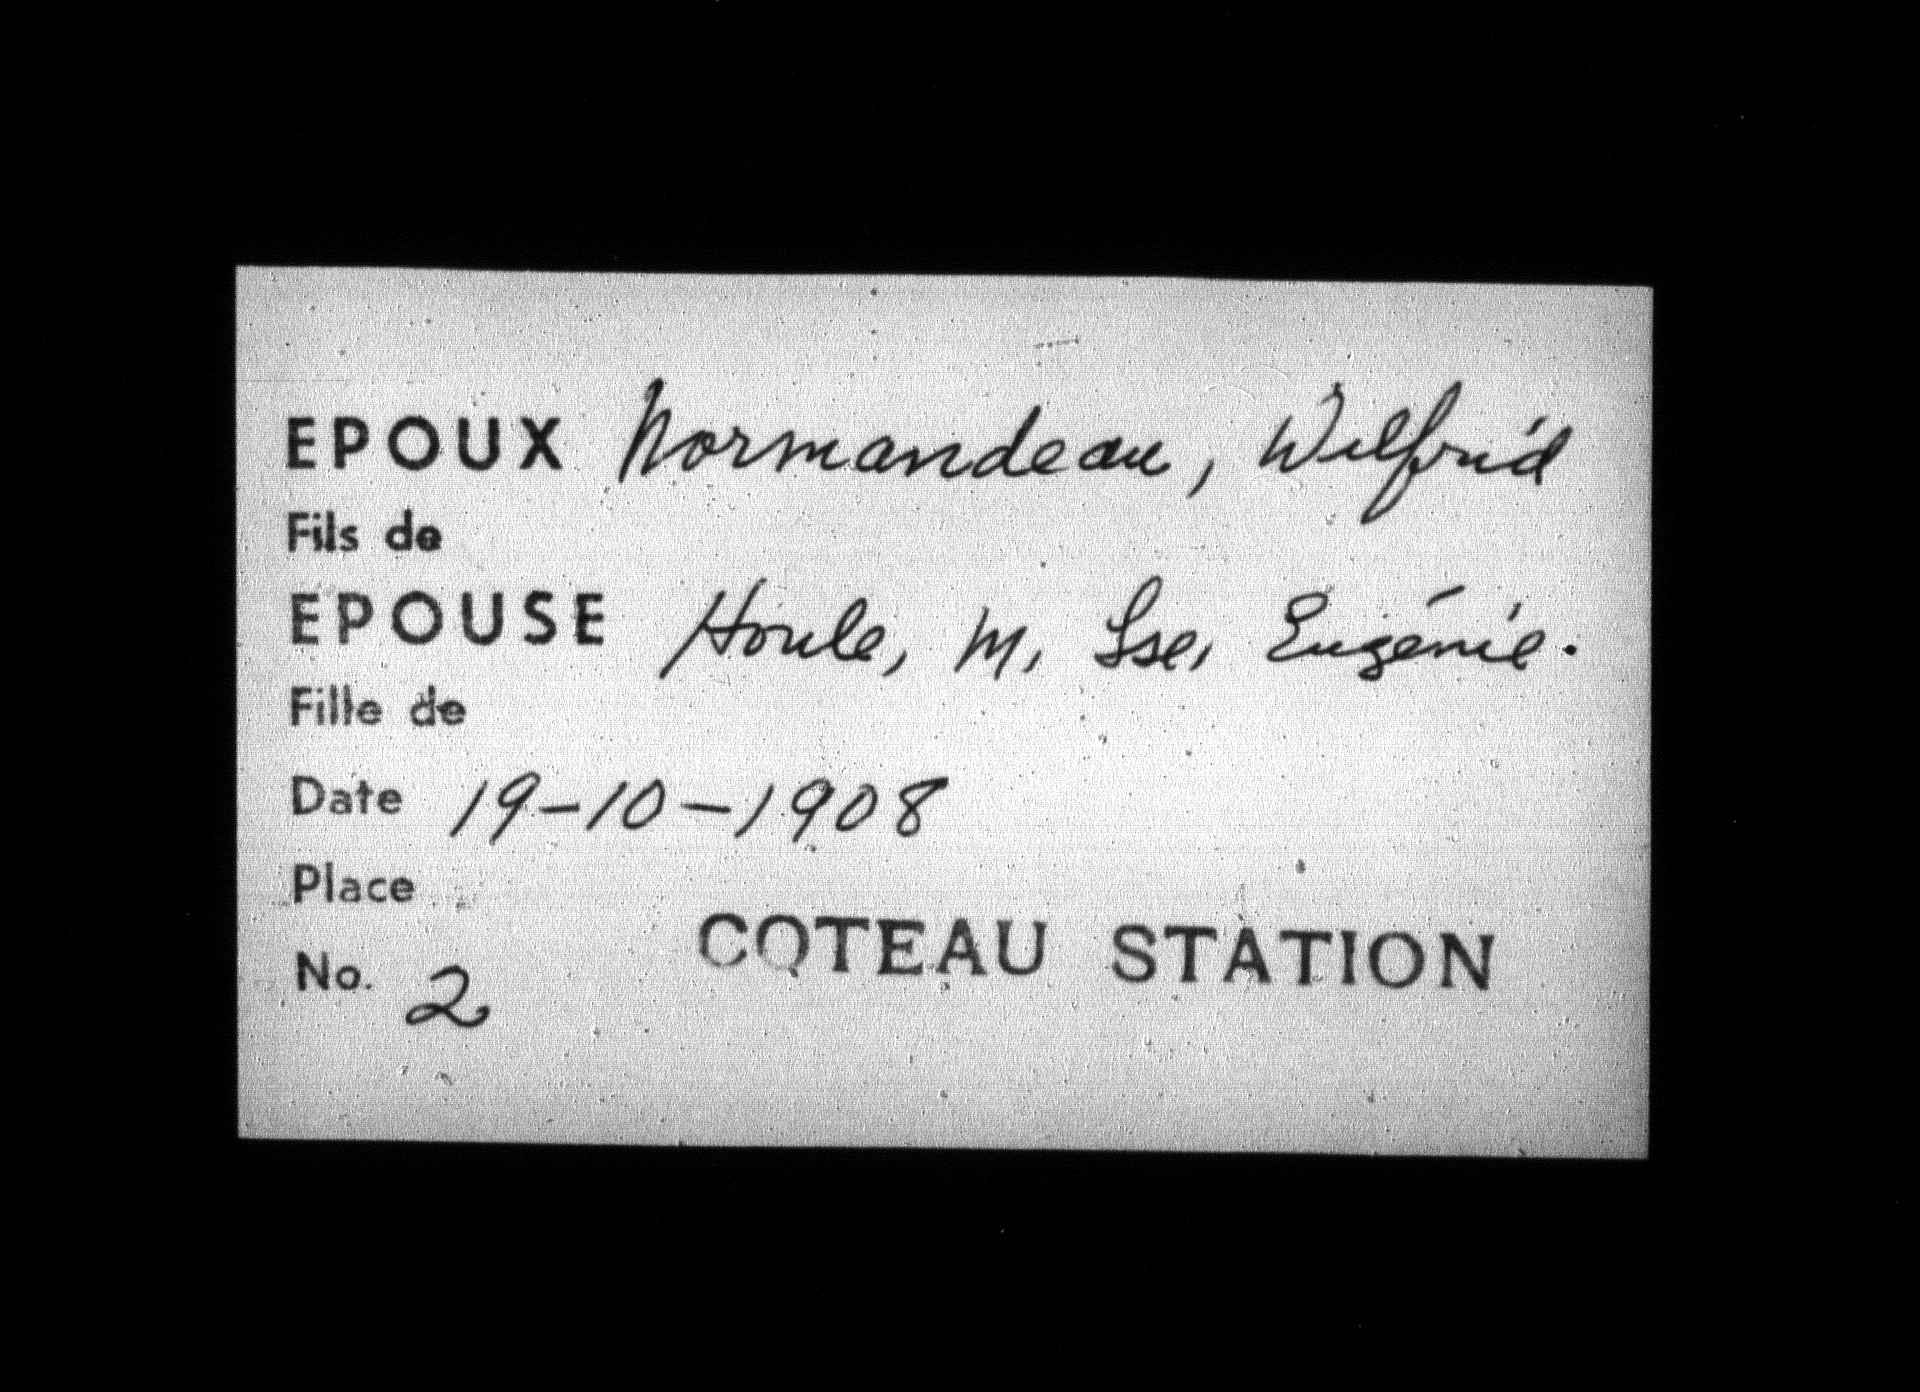 EPOUX Normandeau, Wilfrid
Fils de
EPOUSE Houle, M. Lse, Eugénie.
Fille de
Date 19-10-1908
Place
COTEAU STATION
No. 2